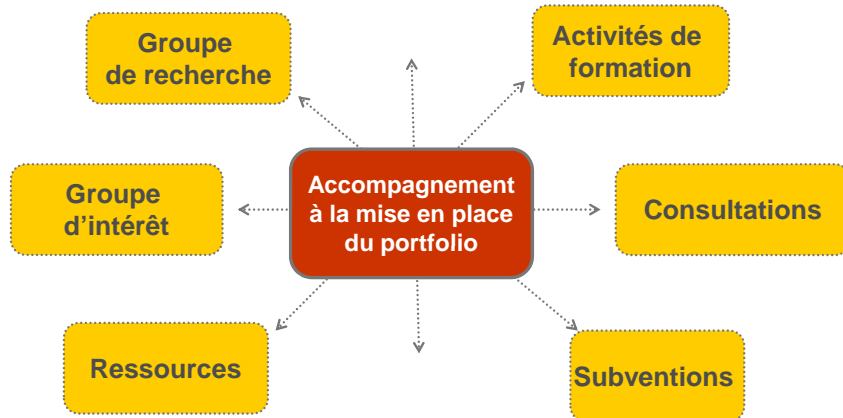 Groupe
de recherche
Activités de
formation
Groupe
d'intérêt
Accompagnement
à la mise en place
du portfolio
Consultations
Ressources
Subventions